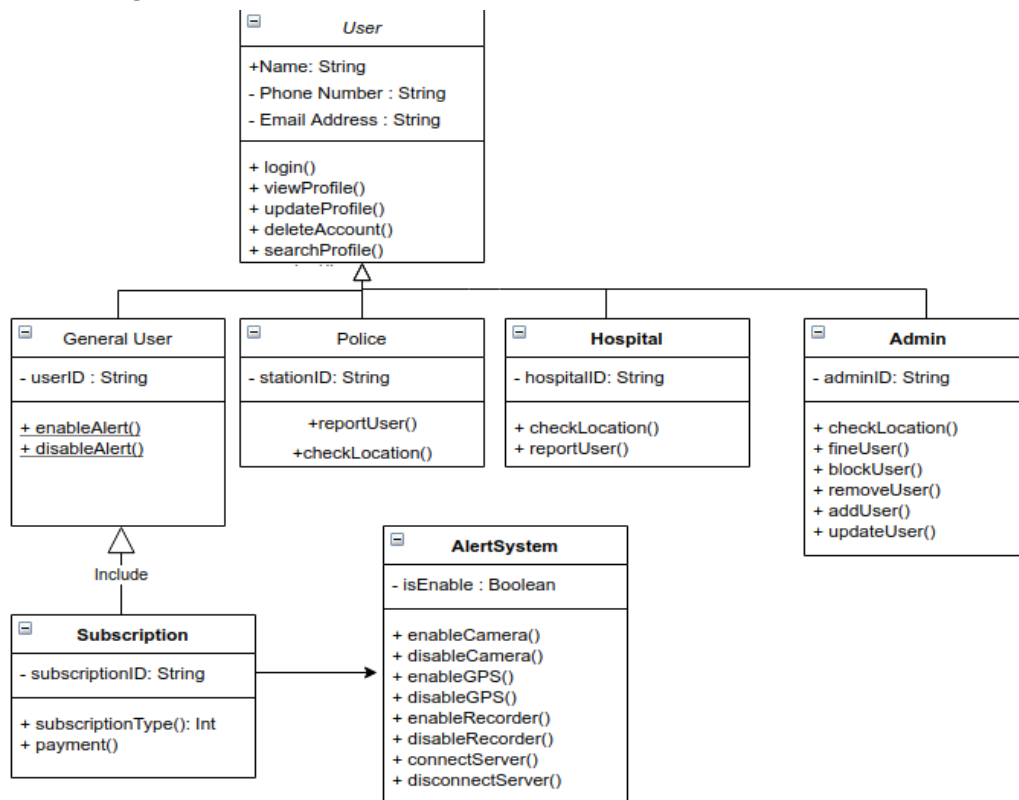 User
+Name: String
- Phone Number : String
- Email Address : String
+ login()
+ viewProfile()
+ updateProfile()
+ deleteAccount()
+ searchProfile()
General User
- userID : String
+ enableAlert()
+ disableAlert()
Police
- stationID: String
+reportUser()
+checkLocation()
Hospital
- hospitalID: String
+ checkLocation()
+ reportUser()
Admin
- adminID: String
+ checkLocation()
+ fineUser()
+ blockUser()
+ removeUser()
+ addUser()
+ updateUser()
Include
Subscription
- subscriptionID: String
+ subscriptionType(): Int
+ payment()
AlertSystem
- isEnable : Boolean
+ enableCamera()
+ disableCamera()
+ enableGPS()
+ disableGPS()
+ enableRecorder()
+ disableRecorder()
+ connectServer()
+ disconnectServer()